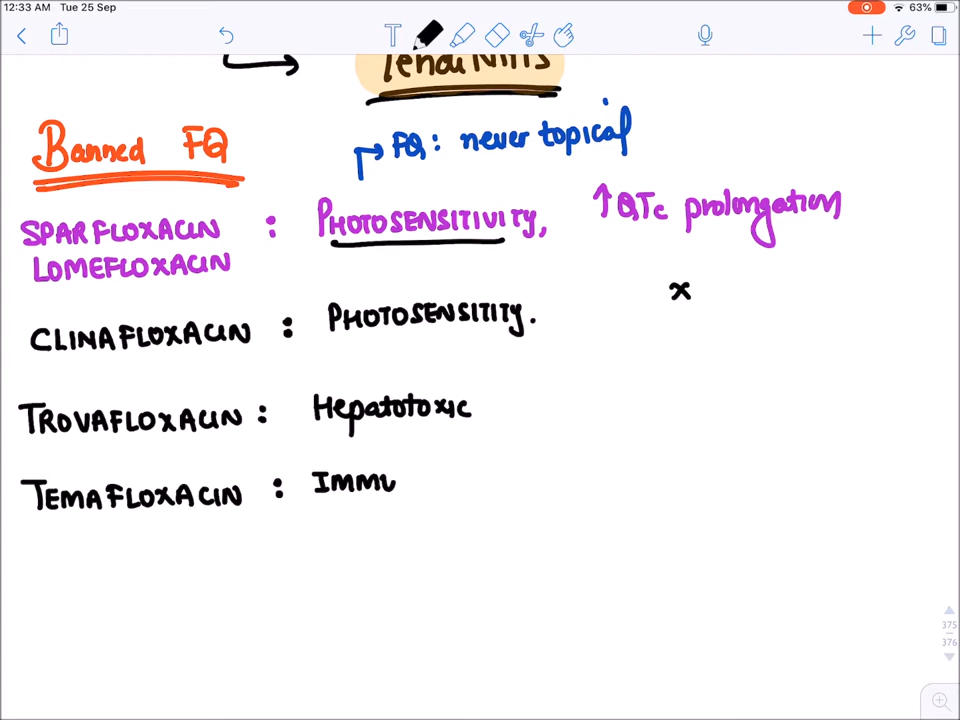 12:33 AM Tue 25 Sep
63%
T
TendiNitis
Banned FQ
FQ: never topical
SPARFLOXACIN : PHOTOSENSITIVITY, ↑QTc prolongation
LOMEFLOXACIN
x
CLINAFLOXACIN : PHOTOSENSITITY.
TROVAFLOXACIN : Hepatotoxic
TEMAFLOXACIN : IMMU
375
376